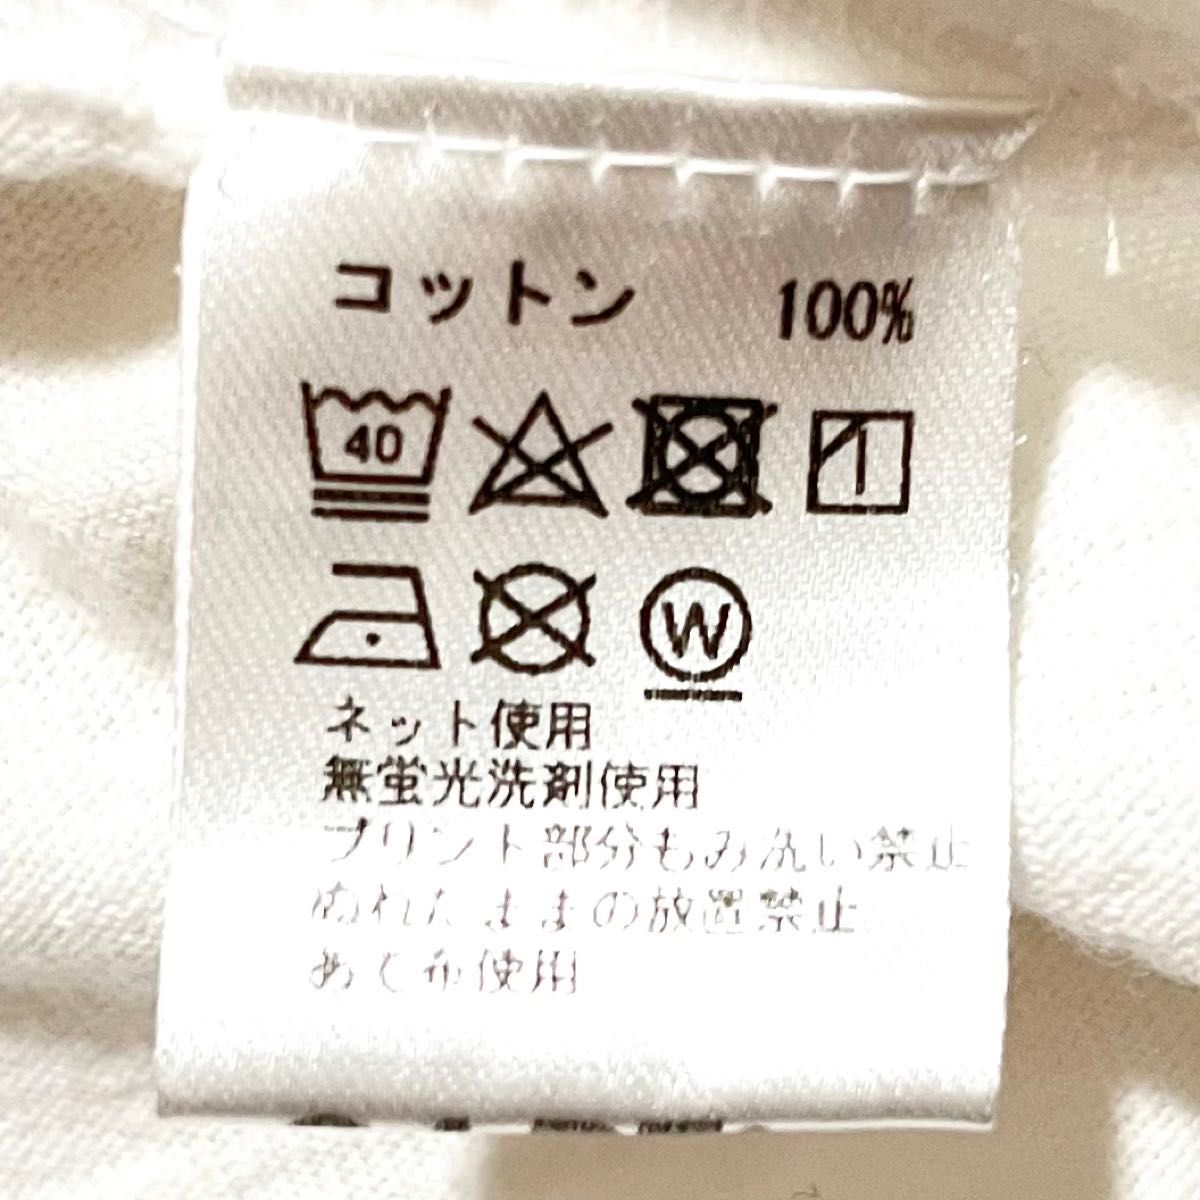 コットン 100%
40
W
ネット使用
無蛍光洗剤使用
プリント部分もみ洗い禁止
ぬれたままの放置禁止
あて布使用